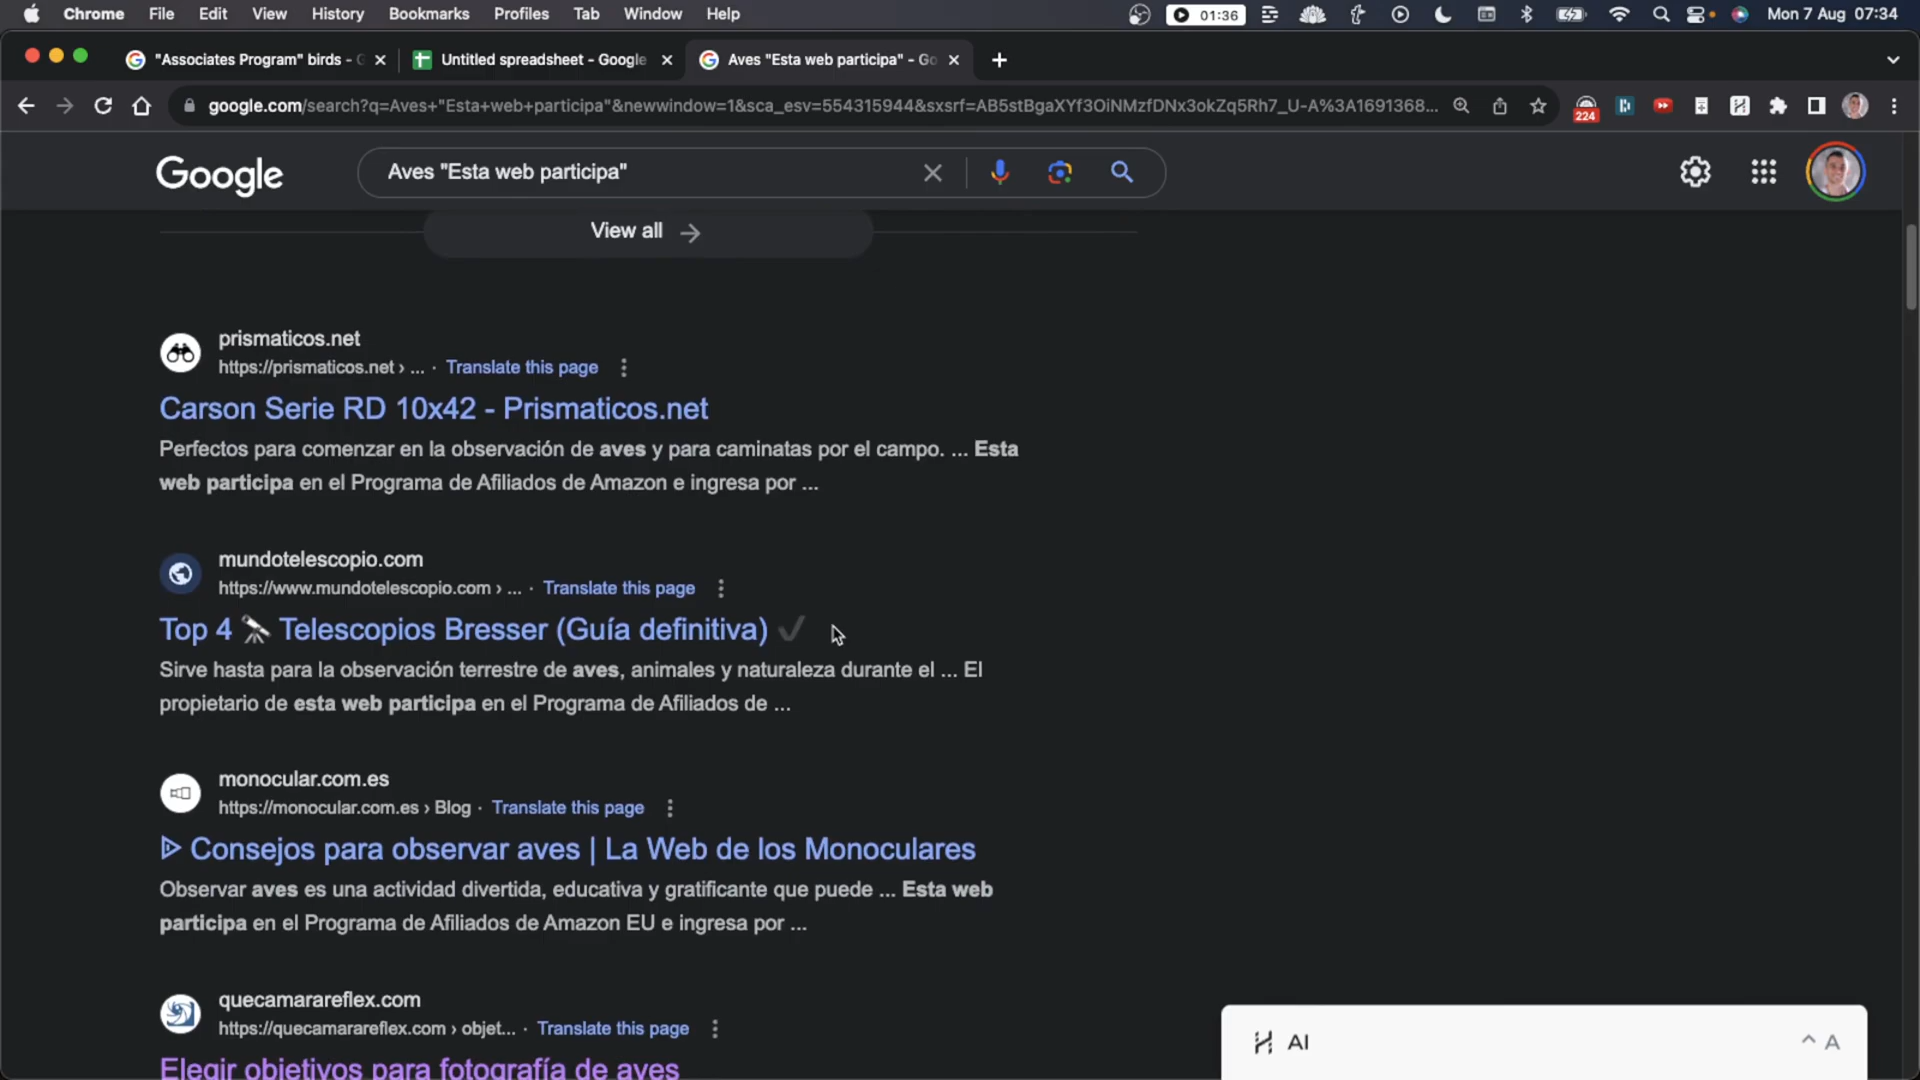 Chrome File Edit View History Bookmarks Profiles Tab Window Help 01:36 Mon 7 Aug 07:34
"Associates Program" birds - G Untitled spreadsheet - Google Aves "Esta web participa" - Go
google.com/search?q=Aves+"Esta+web+participa"&newwindow=1&sca_esv=554315944&sxsrf=AB5stBgaXYf3OiNMzfDNx3okZq5Rh7_U-A%3A1691368... 224
Google Aves "Esta web participa"
View all →
prismaticos.net
https://prismaticos.net › ... · Translate this page
Carson Serie RD 10x42 - Prismaticos.net
Perfectos para comenzar en la observación de aves y para caminatas por el campo. ... Esta
web participa en el Programa de Afiliados de Amazon e ingresa por ...
mundotelescopio.com
https://www.mundotelescopio.com › ... · Translate this page
Top 4 🔭 Telescopios Bresser (Guía definitiva) ✔
Sirve hasta para la observación terrestre de aves, animales y naturaleza durante el ... El
propietario de esta web participa en el Programa de Afiliados de ...
monocular.com.es
https://monocular.com.es › Blog · Translate this page
ᐅ Consejos para observar aves | La Web de los Monoculares
Observar aves es una actividad divertida, educativa y gratificante que puede ... Esta web
participa en el Programa de Afiliados de Amazon EU e ingresa por ...
quecamarareflex.com
https://quecamarareflex.com › objet... · Translate this page
Elegir objetivos para fotografía de aves
AI ^ A